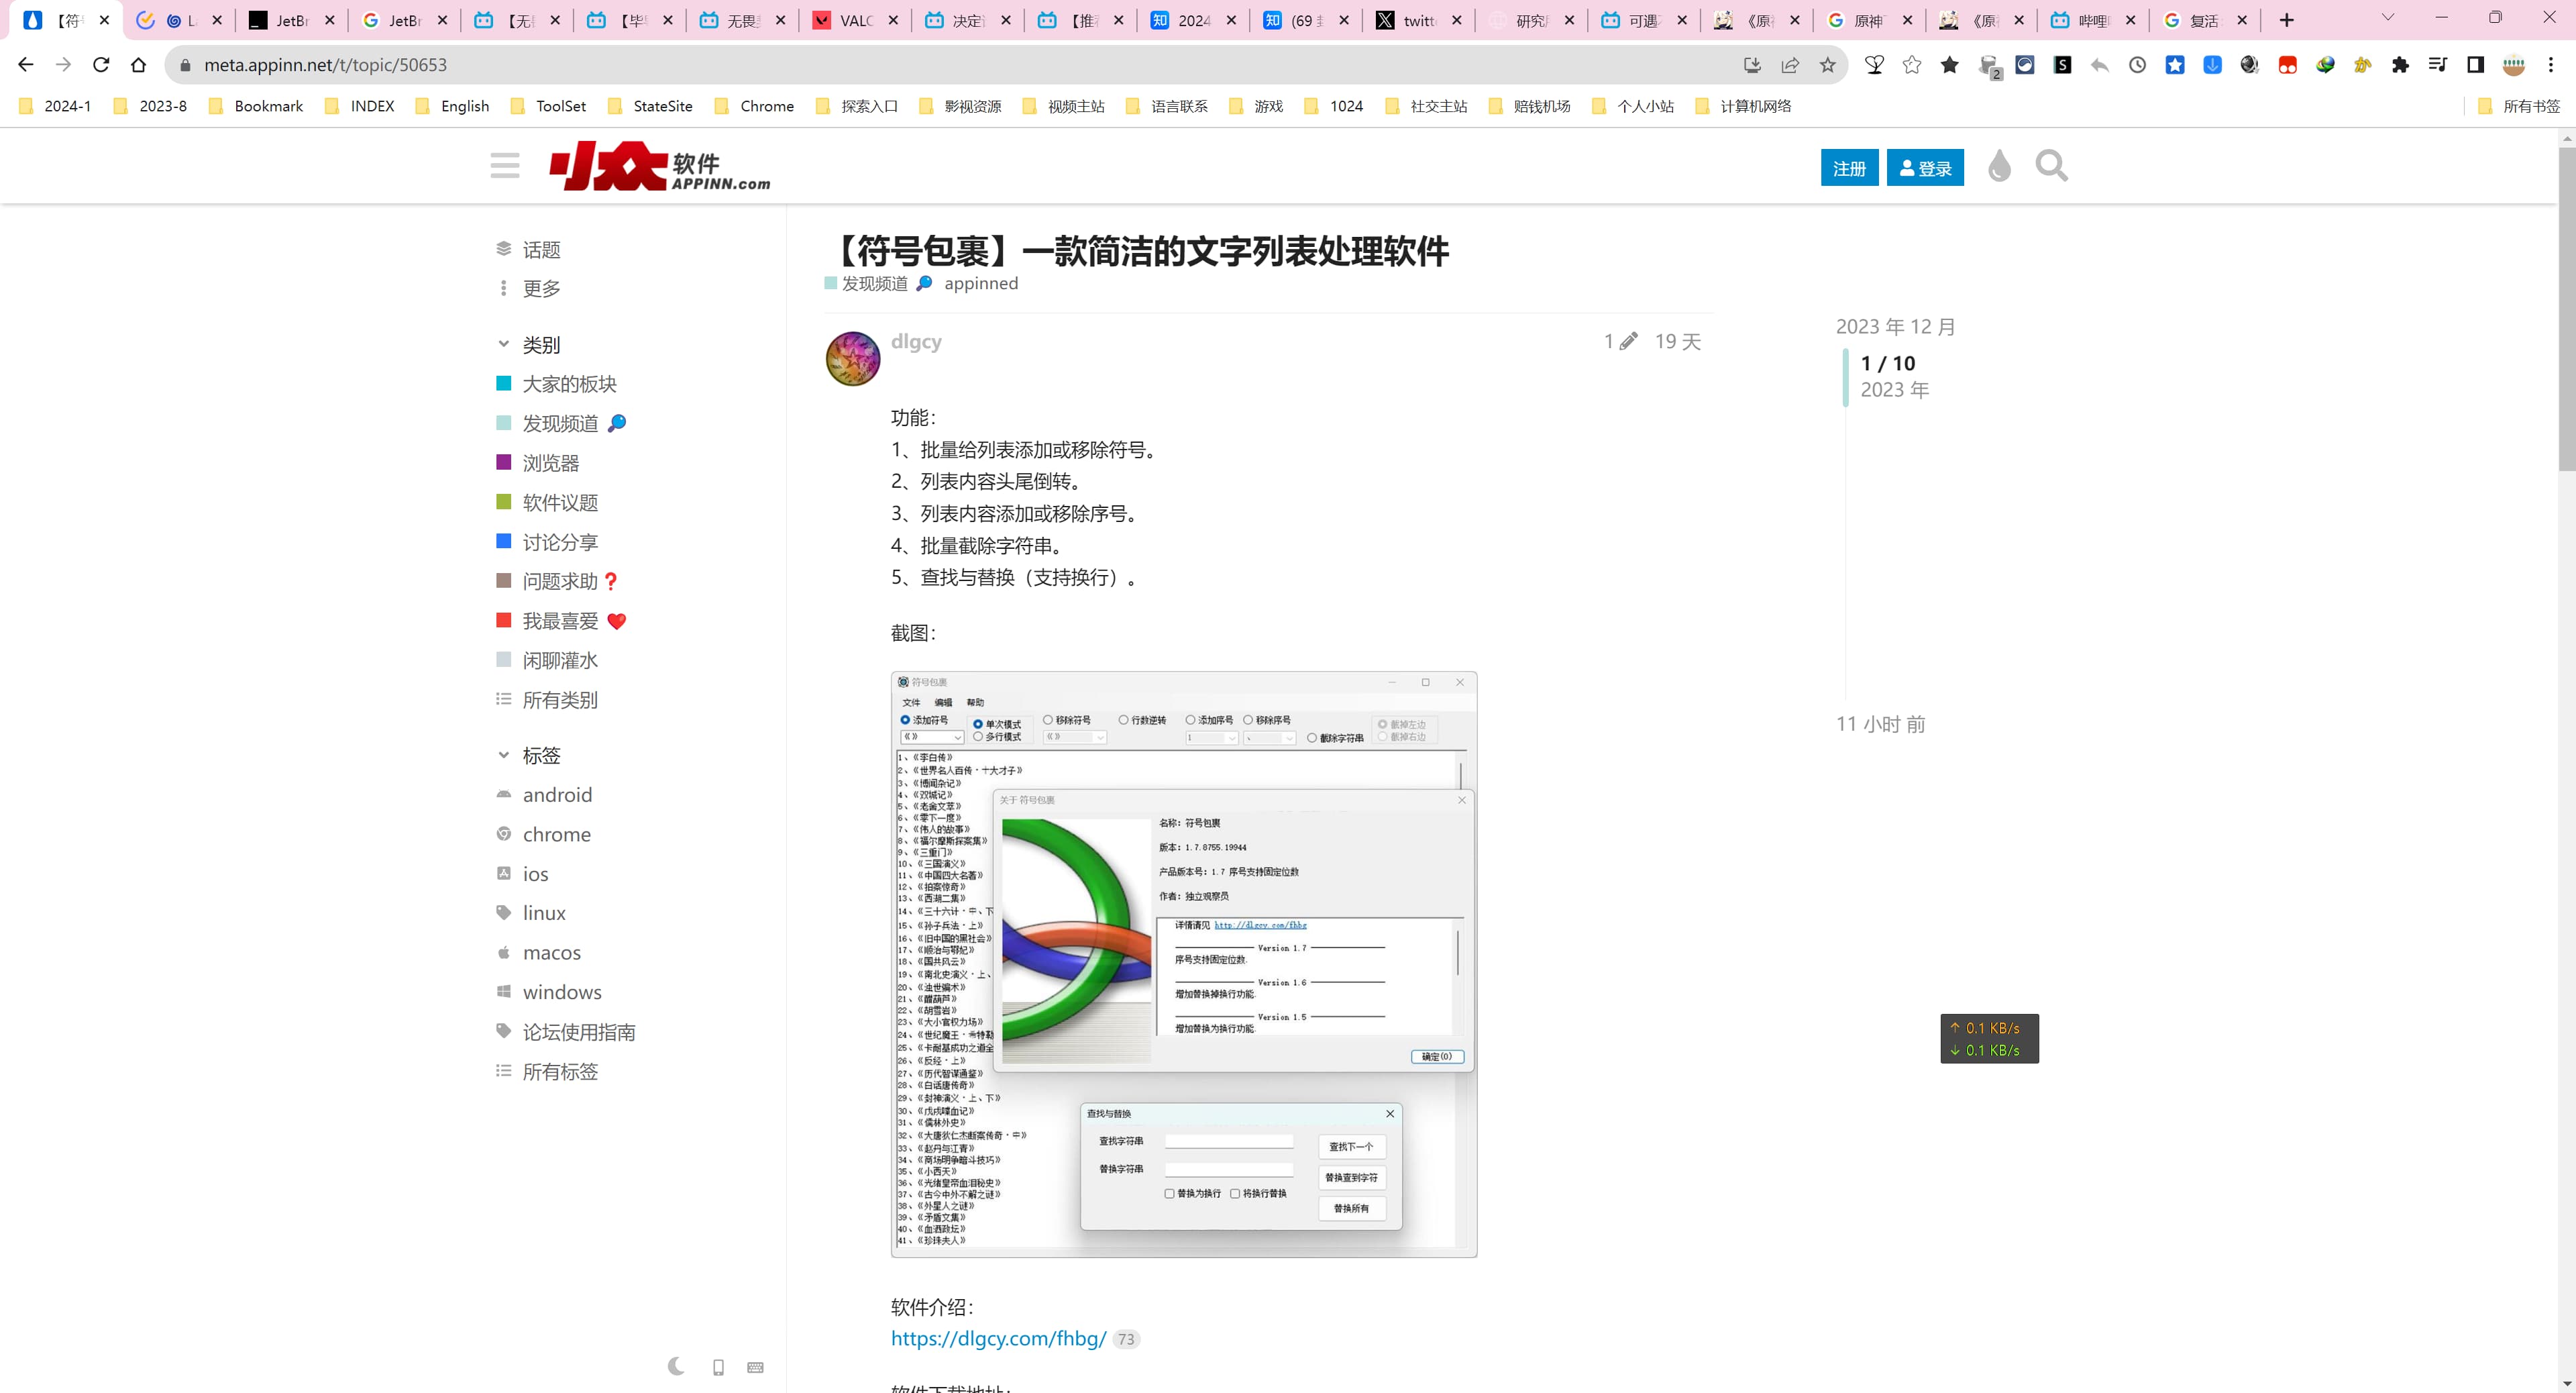 【符
L
JetBr
JetBr
【无
【毕
无畏
VALO
决定
【推
2024
(69 封
twitt
研究
可遇
《原
原神
《原
哔哩
复活
meta.appinn.net/t/topic/50653
2
2024-1
2023-8
Bookmark
INDEX
English
ToolSet
StateSite
Chrome
探索入口
影视资源
视频主站
语言联系
游戏
1024
社交主站
赔钱机场
个人小站
计算机网络
所有书签
小众软件
APPINN.com
注册
登录
话题
更多
类别
大家的板块
发现频道
浏览器
软件议题
讨论分享
问题求助
我最喜爱
闲聊灌水
所有类别
标签
android
chrome
ios
linux
macos
windows
论坛使用指南
所有标签
【符号包裹】一款简洁的文字列表处理软件
发现频道 appinned
dlgcy
1
19 天
功能：
1、批量给列表添加或移除符号。
2、列表内容头尾倒转。
3、列表内容添加或移除序号。
4、批量截除字符串。
5、查找与替换（支持换行）。
截图：
符号包裹
文件 编辑 帮助
添加符号
单次模式
多行模式
移除符号
行数逆转
添加序号
移除序号
截除字符串
截掉左边
截掉右边
《》
《》
1
、
1、《李白传》
2、《世界名人百传·十大才子》
3、《博闻杂记》
4、《双城记》
5、《老舍文萃》
6、《零下一度》
7、《伟人的故事》
8、《福尔摩斯探案集》
9、《三重门》
10、《三国演义》
11、《中国四大名著》
12、《拍案惊奇》
13、《西湖二集》
14、《三十六计·中、下
15、《孙子兵法·上》
16、《旧中国的黑社会》
17、《顺治与鄂妃》
18、《国共风云》
19、《南北史演义·上、
20、《浊世骗术》
21、《醋葫芦》
22、《胡雪岩》
23、《大小官权力场》
24、《世纪魔王·希特勒
25、《卡耐基成功之道全
26、《反经·上》
27、《历代智谋通鉴》
28、《白话唐传奇》
29、《封神演义·上、下》
30、《戊戌喋血记》
31、《儒林外史》
32、《大唐狄仁杰断案传奇·中》
33、《赵丹与江青》
34、《商场明争暗斗技巧》
35、《小西天》
36、《光绪皇帝血泪秘史》
37、《古今中外不解之谜》
38、《外星人之谜》
39、《矛盾文集》
40、《血洒政坛》
41、《珍珠夫人》
关于 符号包裹
名称：符号包裹
版本：1.7.8755.19944
产品版本号：1.7 序号支持固定位数
作者：独立观察员
详情请见 http://dlgcy.com/fhbg
Version 1.7
序号支持固定位数.
Version 1.6
增加替换掉换行功能.
Version 1.5
增加替换为换行功能.
确定(O)
查找与替换
查找字符串
替换字符串
替换为换行
将换行替换
查找下一个
替换查到字符
替换所有
软件介绍：
https://dlgcy.com/fhbg/ 73
软件下载地址：
2023 年 12 月
1 / 10
2023 年
11 小时 前
↑ 0.1 KB/s
↓ 0.1 KB/s